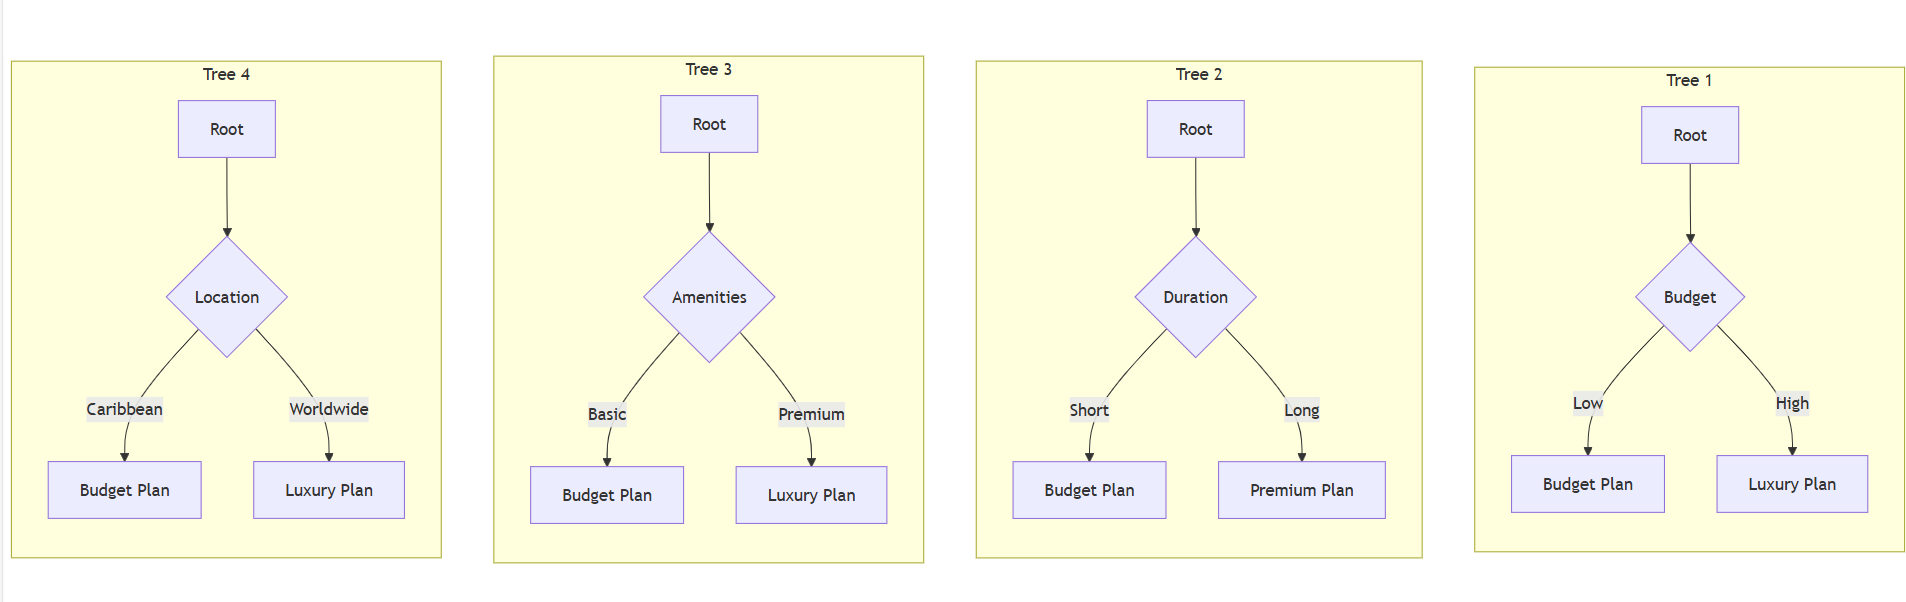 Tree 4
Root
Location
Caribbean
Worldwide
Budget Plan
Luxury Plan
Tree 3
Root
Amenities
Basic
Premium
Budget Plan
Luxury Plan
Tree 2
Root
Duration
Short
Long
Budget Plan
Premium Plan
Tree 1
Root
Budget
Low
High
Budget Plan
Luxury Plan